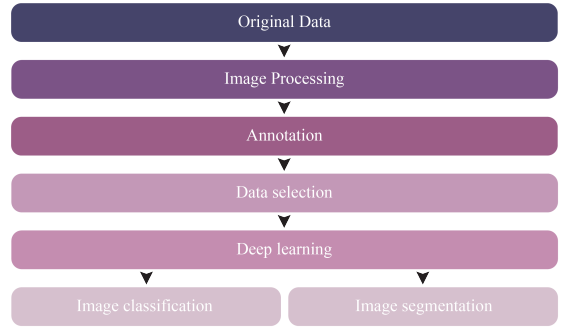 Original Data
Image Processing
Annotation
Data selection
Deep learning
Image classification
Image segmentation